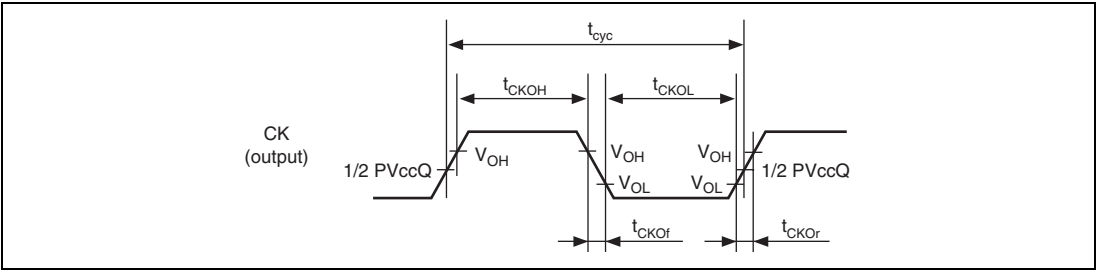 tcyc
tCKOH
tCKOL
CK
(output)
1/2 PVccQ
VOH
VOH
VOL
VOH
VOL
1/2 PVccQ
tCKOf
tCKOr